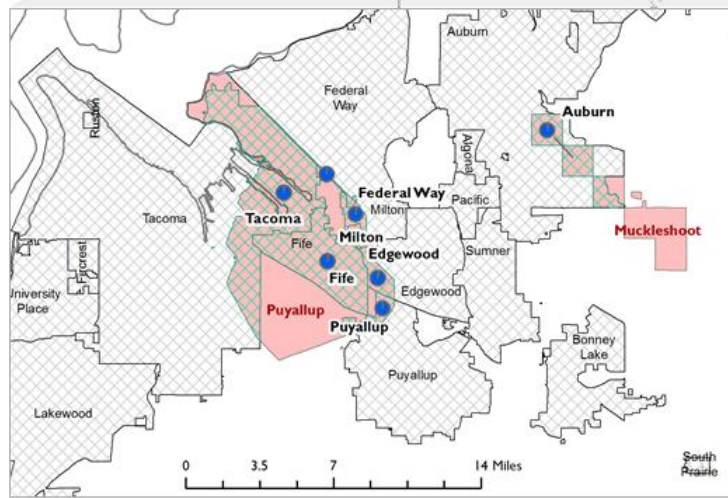 Auburn
Federal
Way
Ruston
Auburn
Algona
Federal Way
Tacoma
Tacoma
Milton
Pacific
Muckleshoot
Milton
Fife
Edgewood
Sumner
Fircrest
Fife
University
Place
Edgewood
Puyallup
Puyallup
Bonney
Lake
Puyallup
Lakewood
South
Prairie
0 3.5 7 14 Miles